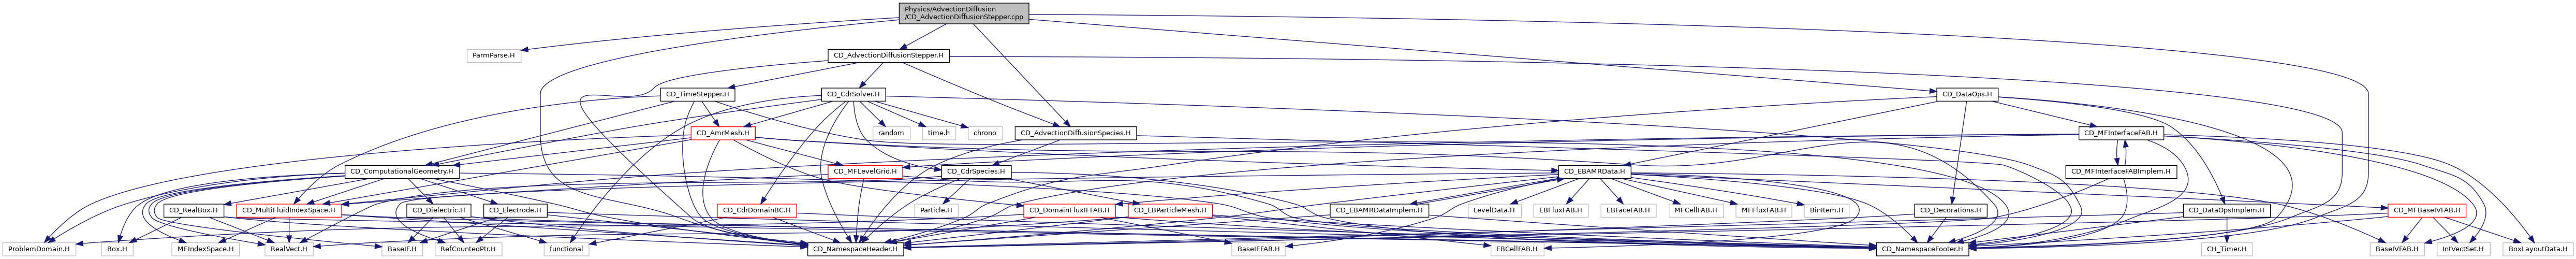 Physics/AdvectionDiffusion
/CD_AdvectionDiffusionStepper.cpp
ParmParse.H
CD_AdvectionDiffusionStepper.H
CD_TimeStepper.H
CD_CdrSolver.H
CD_DataOps.H
CD_AmrMesh.H
random
time.h
chrono
CD_AdvectionDiffusionSpecies.H
CD_MFInterfaceFAB.H
CD_ComputationalGeometry.H
CD_MFLevelGrid.H
CD_CdrSpecies.H
CD_EBAMRData.H
CD_MFInterfaceFABImplem.H
CD_RealBox.H
CD_MultiFluidIndexSpace.H
CD_Dielectric.H
CD_Electrode.H
CD_CdrDomainBC.H
Particle.H
CD_DomainFluxIFFAB.H
CD_EBParticleMesh.H
CD_EBAMRDataImplem.H
LevelData.H
EBFluxFAB.H
EBFaceFAB.H
MFCellFAB.H
MFFluxFAB.H
BinItem.H
CD_Decorations.H
CD_DataOpsImplem.H
CD_MFBaseIVFAB.H
ProblemDomain.H
Box.H
MFIndexSpace.H
RealVect.H
BaseIF.H
RefCountedPtr.H
functional
CD_NamespaceHeader.H
BaseIFFAB.H
EBCellFAB.H
CD_NamespaceFooter.H
CH_Timer.H
BaseIVFAB.H
IntVectSet.H
BoxLayoutData.H